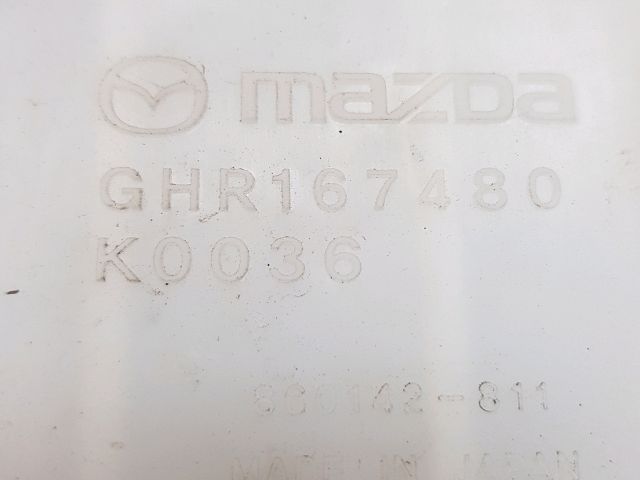 mazda
GHR167480
K0036
860142-811
MADE IN JAPAN